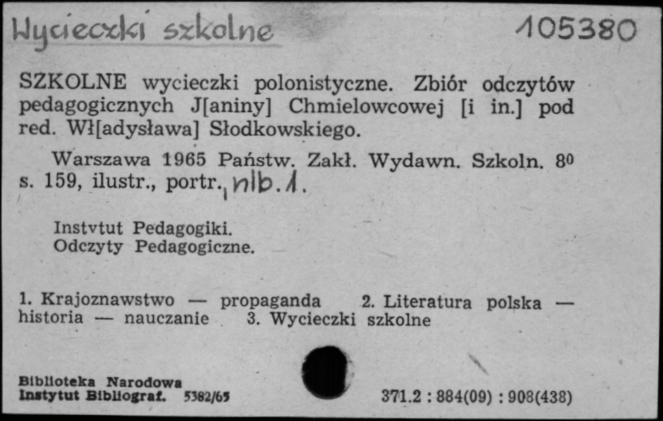 Wycieczki szkolne 105380
SZKOLNE wycieczki polonistyczne. Zbiór odczytów
pedagogicznych J[aniny] Chmielowcowej [i in.] pod
red. Wł[adysława] Słodkowskiego.
Warszawa 1965 Państw. Zakł. Wydawn. Szkoln. 8⁰
s. 159, ilustr., portr., nlb. 1.
Instytut Pedagogiki.
Odczyty Pedagogiczne.
1. Krajoznawstwo — propaganda 2. Literatura polska —
historia — nauczanie 3. Wycieczki szkolne
Biblioteka Narodowa
Instytut Bibliograf. 5382/65 371.2 : 884(09) : 908(438)